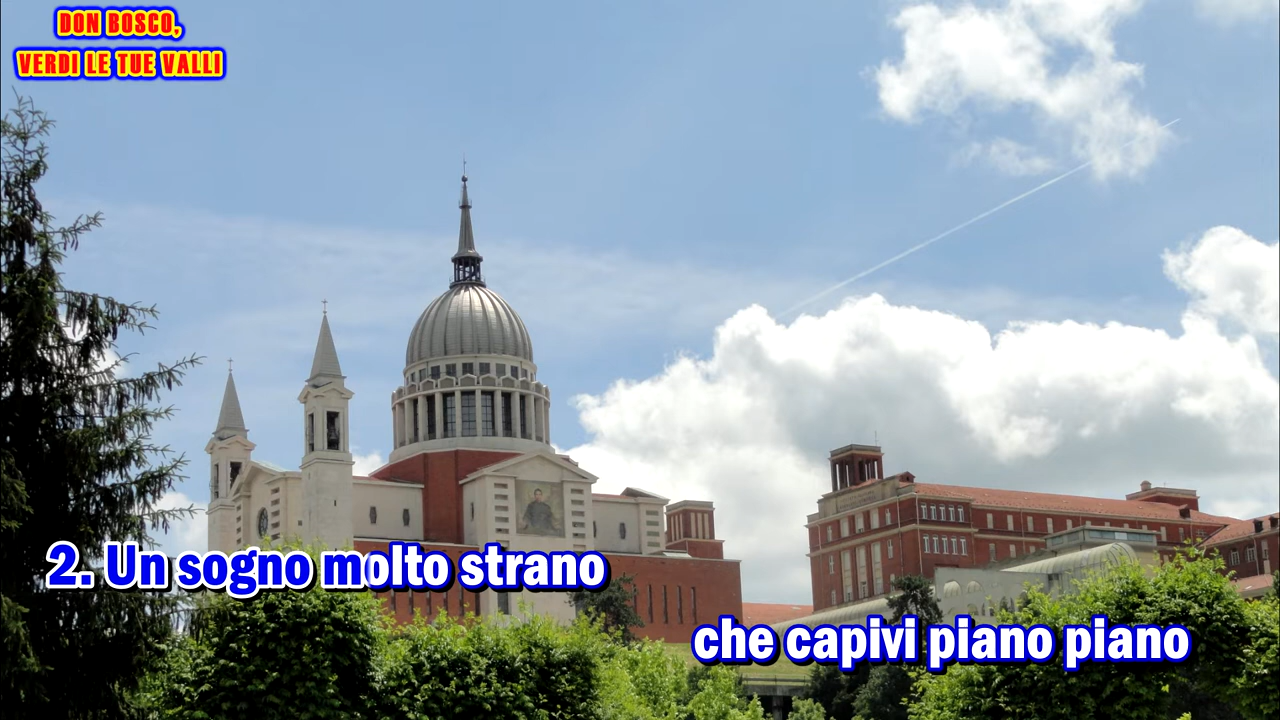 DON BOSCO,
VERDI LE TUE VALLI
2. Un sogno molto strano
che capivi piano piano